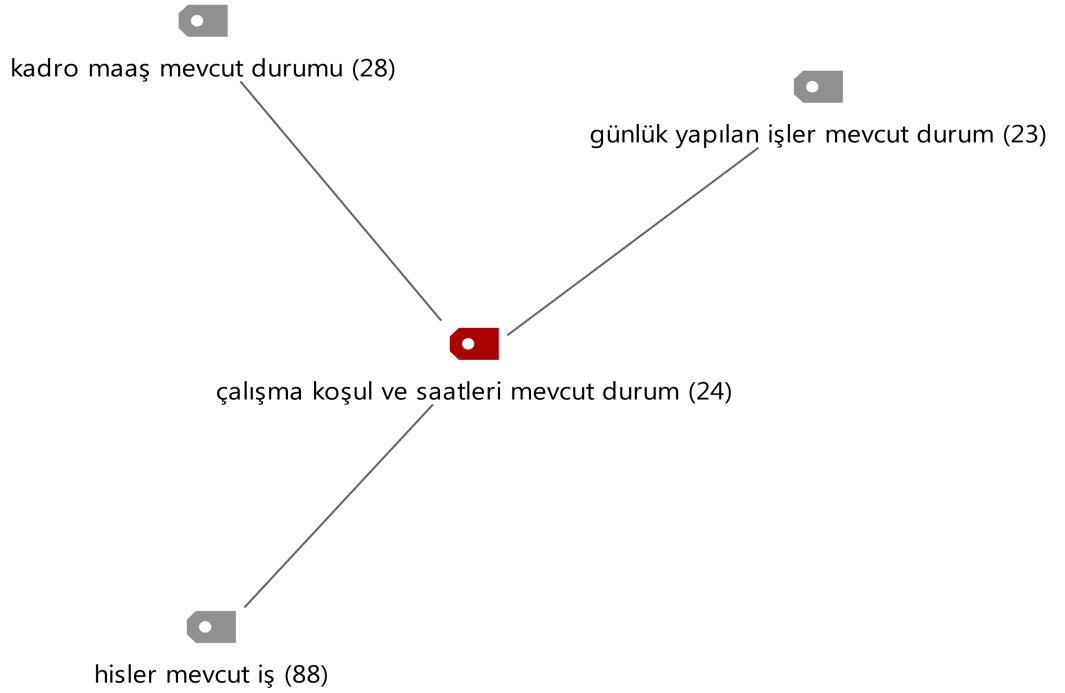 kadro maaş mevcut durumu (28)
günlük yapılan işler mevcut durum (23)
çalışma koşul ve saatleri mevcut durum (24)
hisler mevcut iş (88)